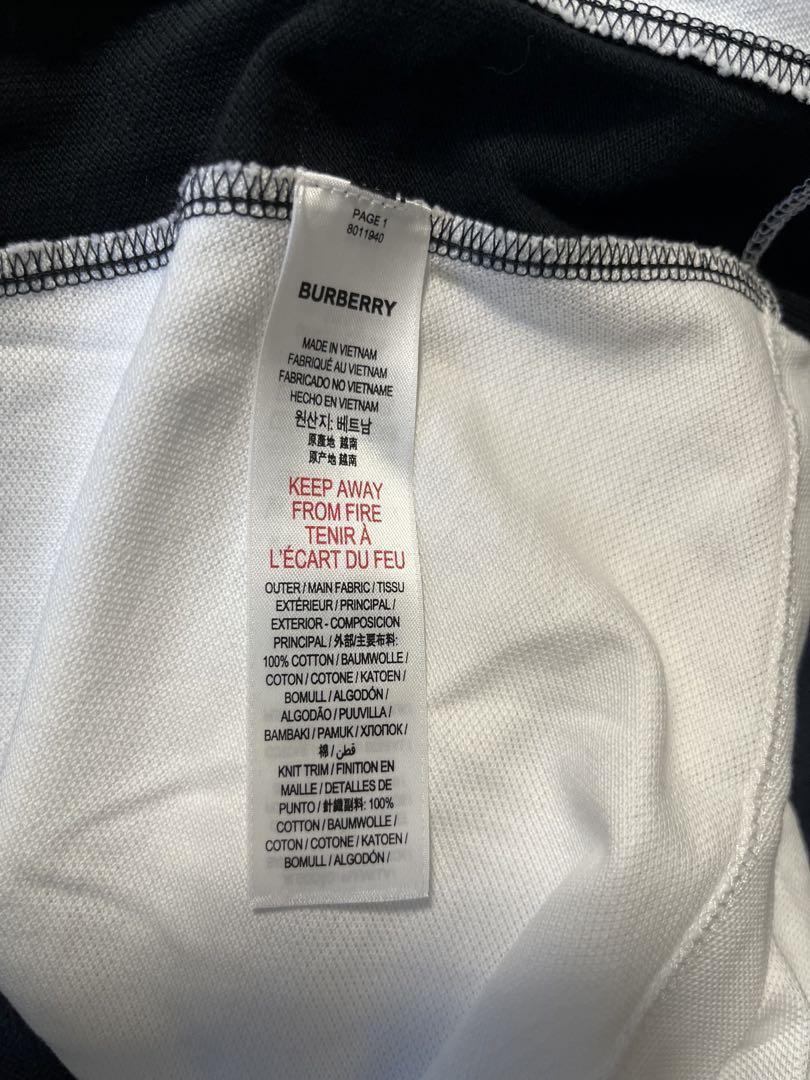 PAGE 1
8011940
BURBERRY
MADE IN VIETNAM
FABRIQUÉ AU VIETNAM
FABRICADO NO VIETNAME
HECHO EN VIETNAM
원산지: 베트남
原產地 越南
原产地 越南
KEEP AWAY
FROM FIRE
TENIR À
L'ÉCART DU FEU
OUTER / MAIN FABRIC / TISSU
EXTÉRIEUR / PRINCIPAL /
EXTERIOR - COMPOSICION
PRINCIPAL / 外部/主要布料:
100% COTTON / BAUMWOLLE /
COTON / COTONE / KATOEN /
BOMULL / ALGODÓN /
ALGODÃO / PUUVILLA /
BAMBAKI / PAMUK / ХЛОПОК /
棉 / قطن /
KNIT TRIM / FINITION EN
MAILLE / DETALLES DE
PUNTO / 針織副料: 100%
COTTON / BAUMWOLLE /
COTON / COTONE / KATOEN /
BOMULL / ALGODÓN /